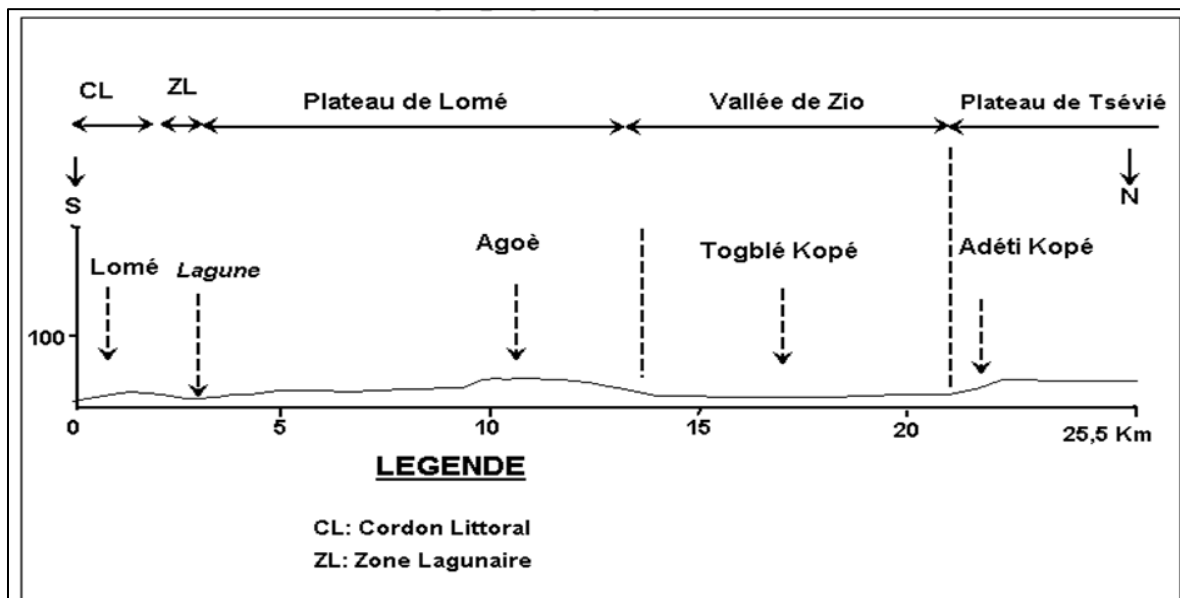 CL ZL Plateau de Lomé Vallée de Zio Plateau de Tsévié
S N
Lomé Lagune Agoè Togblé Kopé Adéti Kopé
100
0 5 10 15 20 25,5 Km
LEGENDE
CL: Cordon Littoral
ZL: Zone Lagunaire